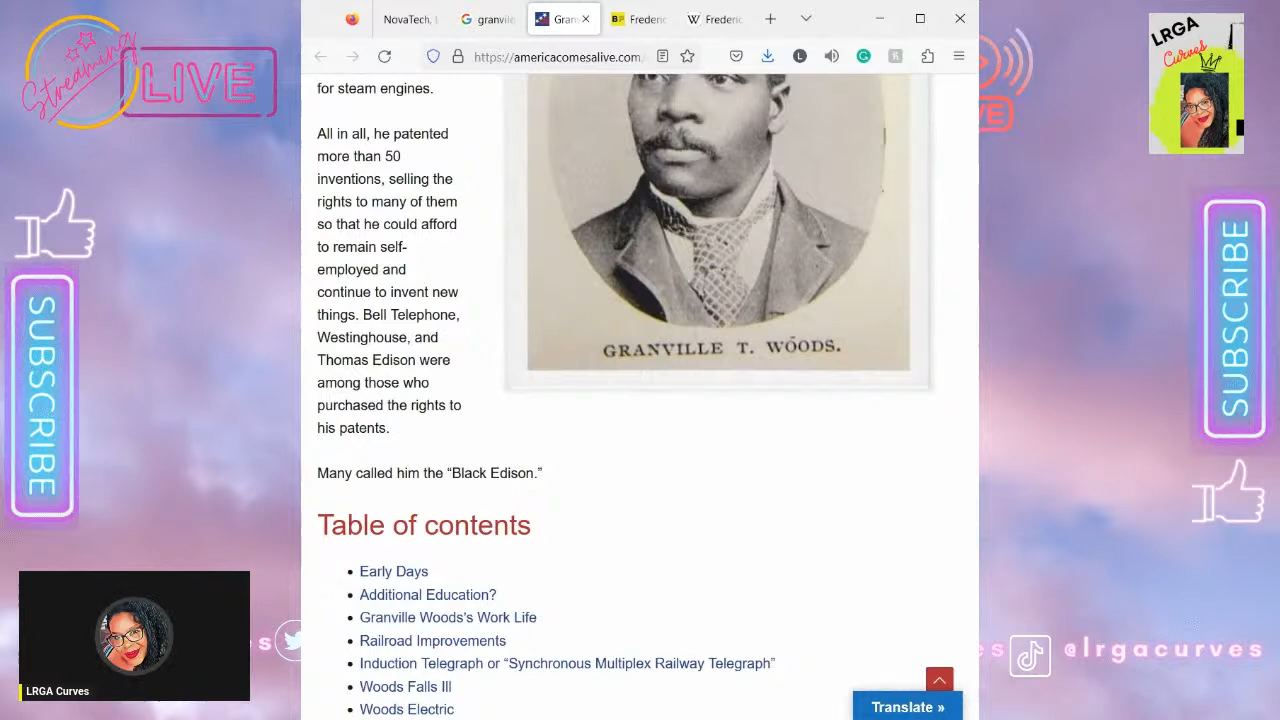 Streaming
LIVE
SUBSCRIBE
LRGA Curves
s
NovaTech, I
granville
Gran
Frederic
Frederic
https://americacomesalive.com
for steam engines.
All in all, he patented
more than 50
inventions, selling the
rights to many of them
so that he could afford
to remain self-
employed and
continue to invent new
things. Bell Telephone,
Westinghouse, and
Thomas Edison were
among those who
purchased the rights to
his patents.
GRANVILLE T. WOODS.
Many called him the “Black Edison.”
Table of contents
Early Days
Additional Education?
Granville Woods’s Work Life
Railroad Improvements
Induction Telegraph or “Synchronous Multiplex Railway Telegraph”
Woods Falls Ill
Woods Electric
Translate »
VE
LRGA
Curves
SUBSCRIBE
es
@lrgacurves